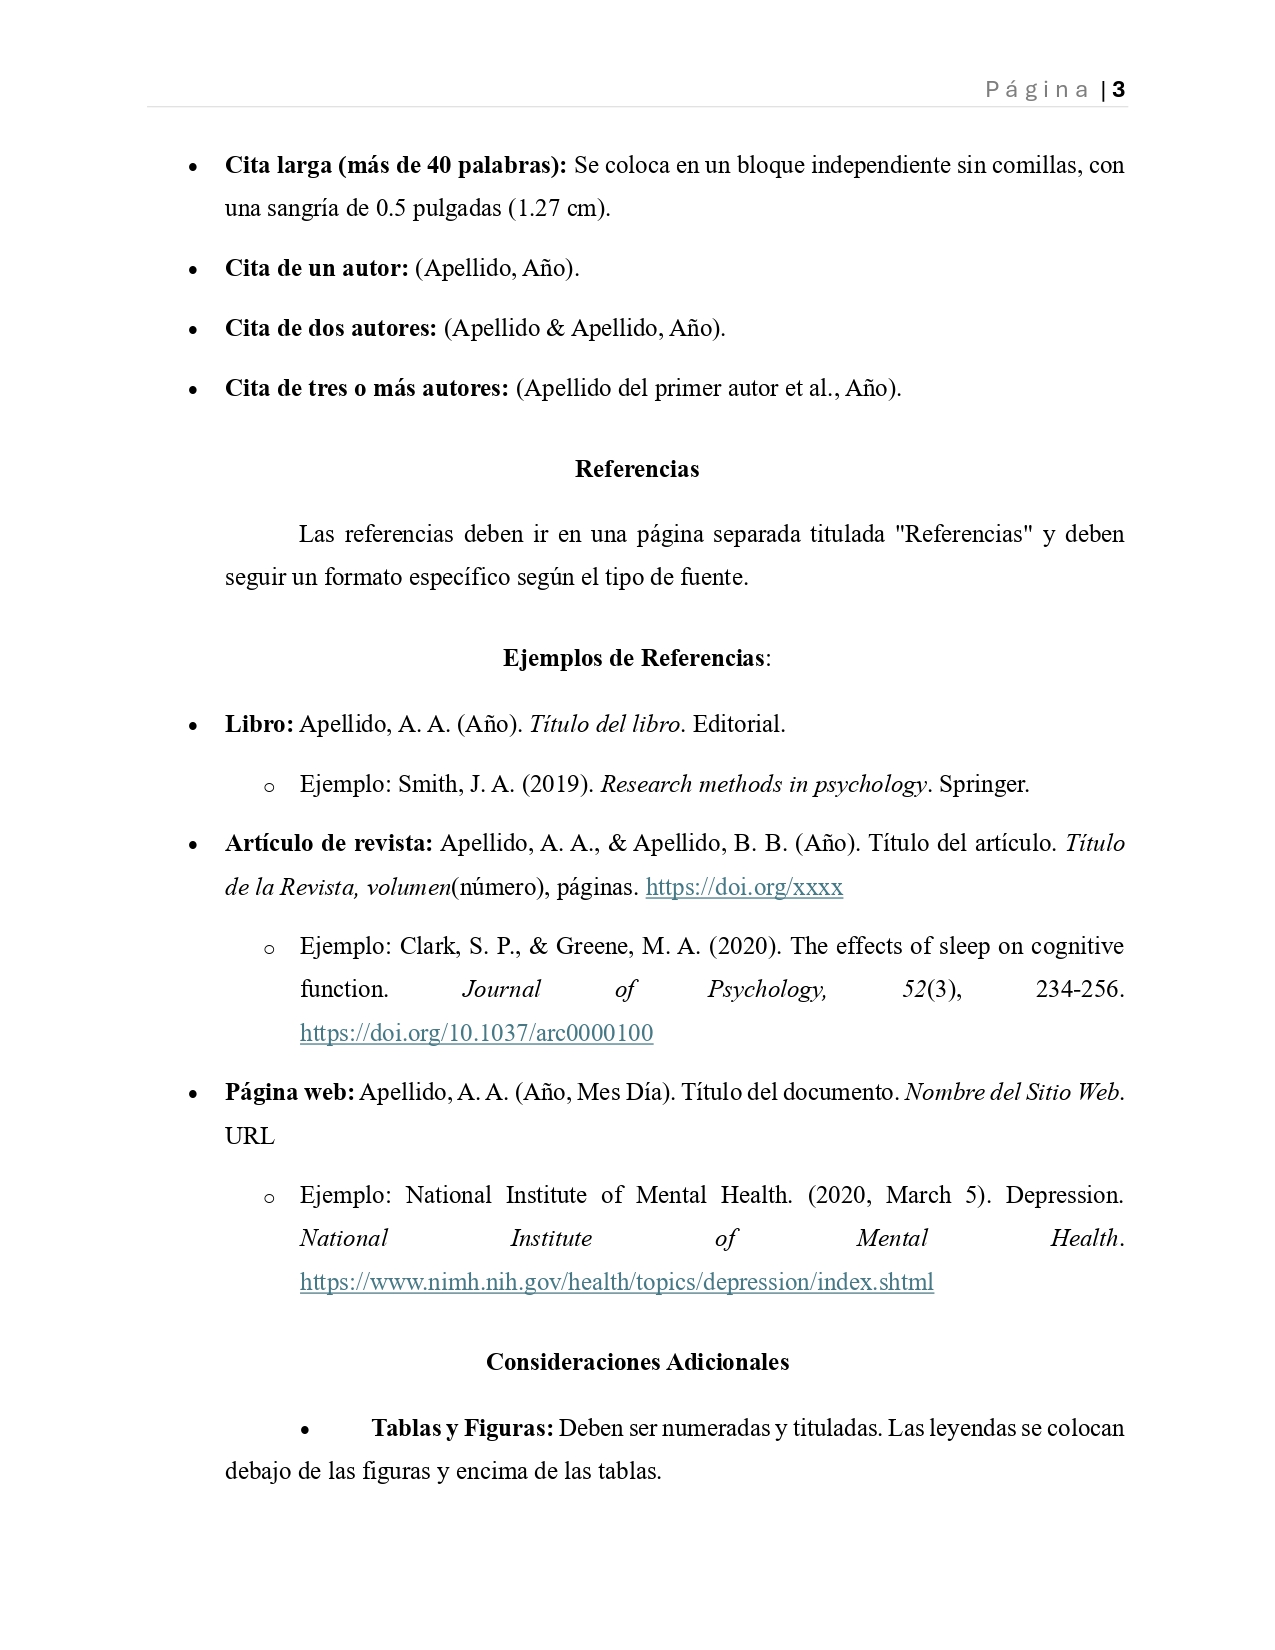 Página | 3
• Cita larga (más de 40 palabras): Se coloca en un bloque independiente sin comillas, con
una sangría de 0.5 pulgadas (1.27 cm).
• Cita de un autor: (Apellido, Año).
• Cita de dos autores: (Apellido & Apellido, Año).
• Cita de tres o más autores: (Apellido del primer autor et al., Año).
Referencias
Las referencias deben ir en una página separada titulada "Referencias" y deben
seguir un formato específico según el tipo de fuente.
Ejemplos de Referencias:
• Libro: Apellido, A. A. (Año). Título del libro. Editorial.
o Ejemplo: Smith, J. A. (2019). Research methods in psychology. Springer.
• Artículo de revista: Apellido, A. A., & Apellido, B. B. (Año). Título del artículo. Título
de la Revista, volumen(número), páginas. https://doi.org/xxxx
o Ejemplo: Clark, S. P., & Greene, M. A. (2020). The effects of sleep on cognitive
function. Journal of Psychology, 52(3), 234-256.
https://doi.org/10.1037/arc0000100
• Página web: Apellido, A. A. (Año, Mes Día). Título del documento. Nombre del Sitio Web.
URL
o Ejemplo: National Institute of Mental Health. (2020, March 5). Depression.
National Institute of Mental Health.
https://www.nimh.nih.gov/health/topics/depression/index.shtml
Consideraciones Adicionales
• Tablas y Figuras: Deben ser numeradas y tituladas. Las leyendas se colocan
debajo de las figuras y encima de las tablas.